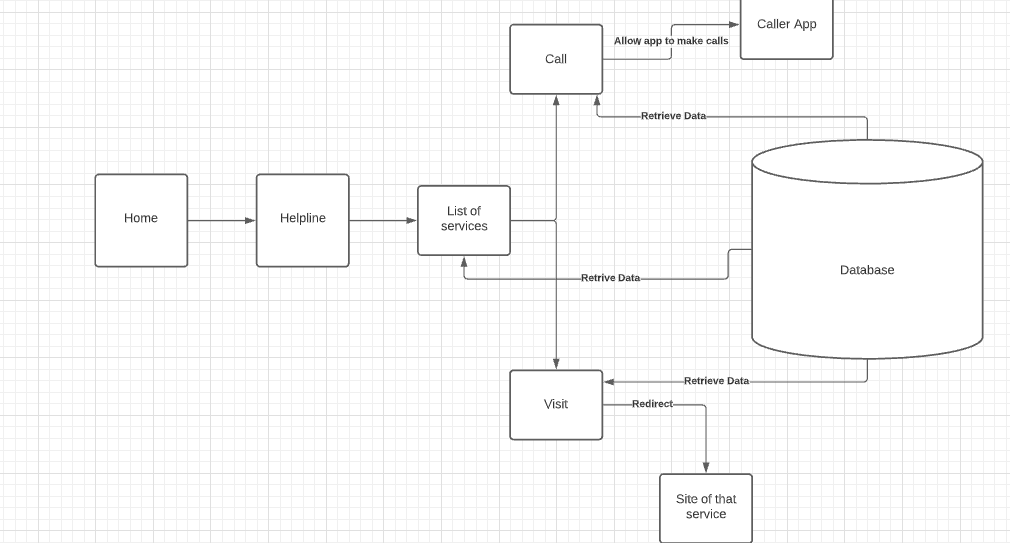 Caller App
Allow app to make calls
Call
Retrieve Data
Home
Helpline
List of
services
Retrive Data
Database
Retrieve Data
Visit
Redirect
Site of that
service